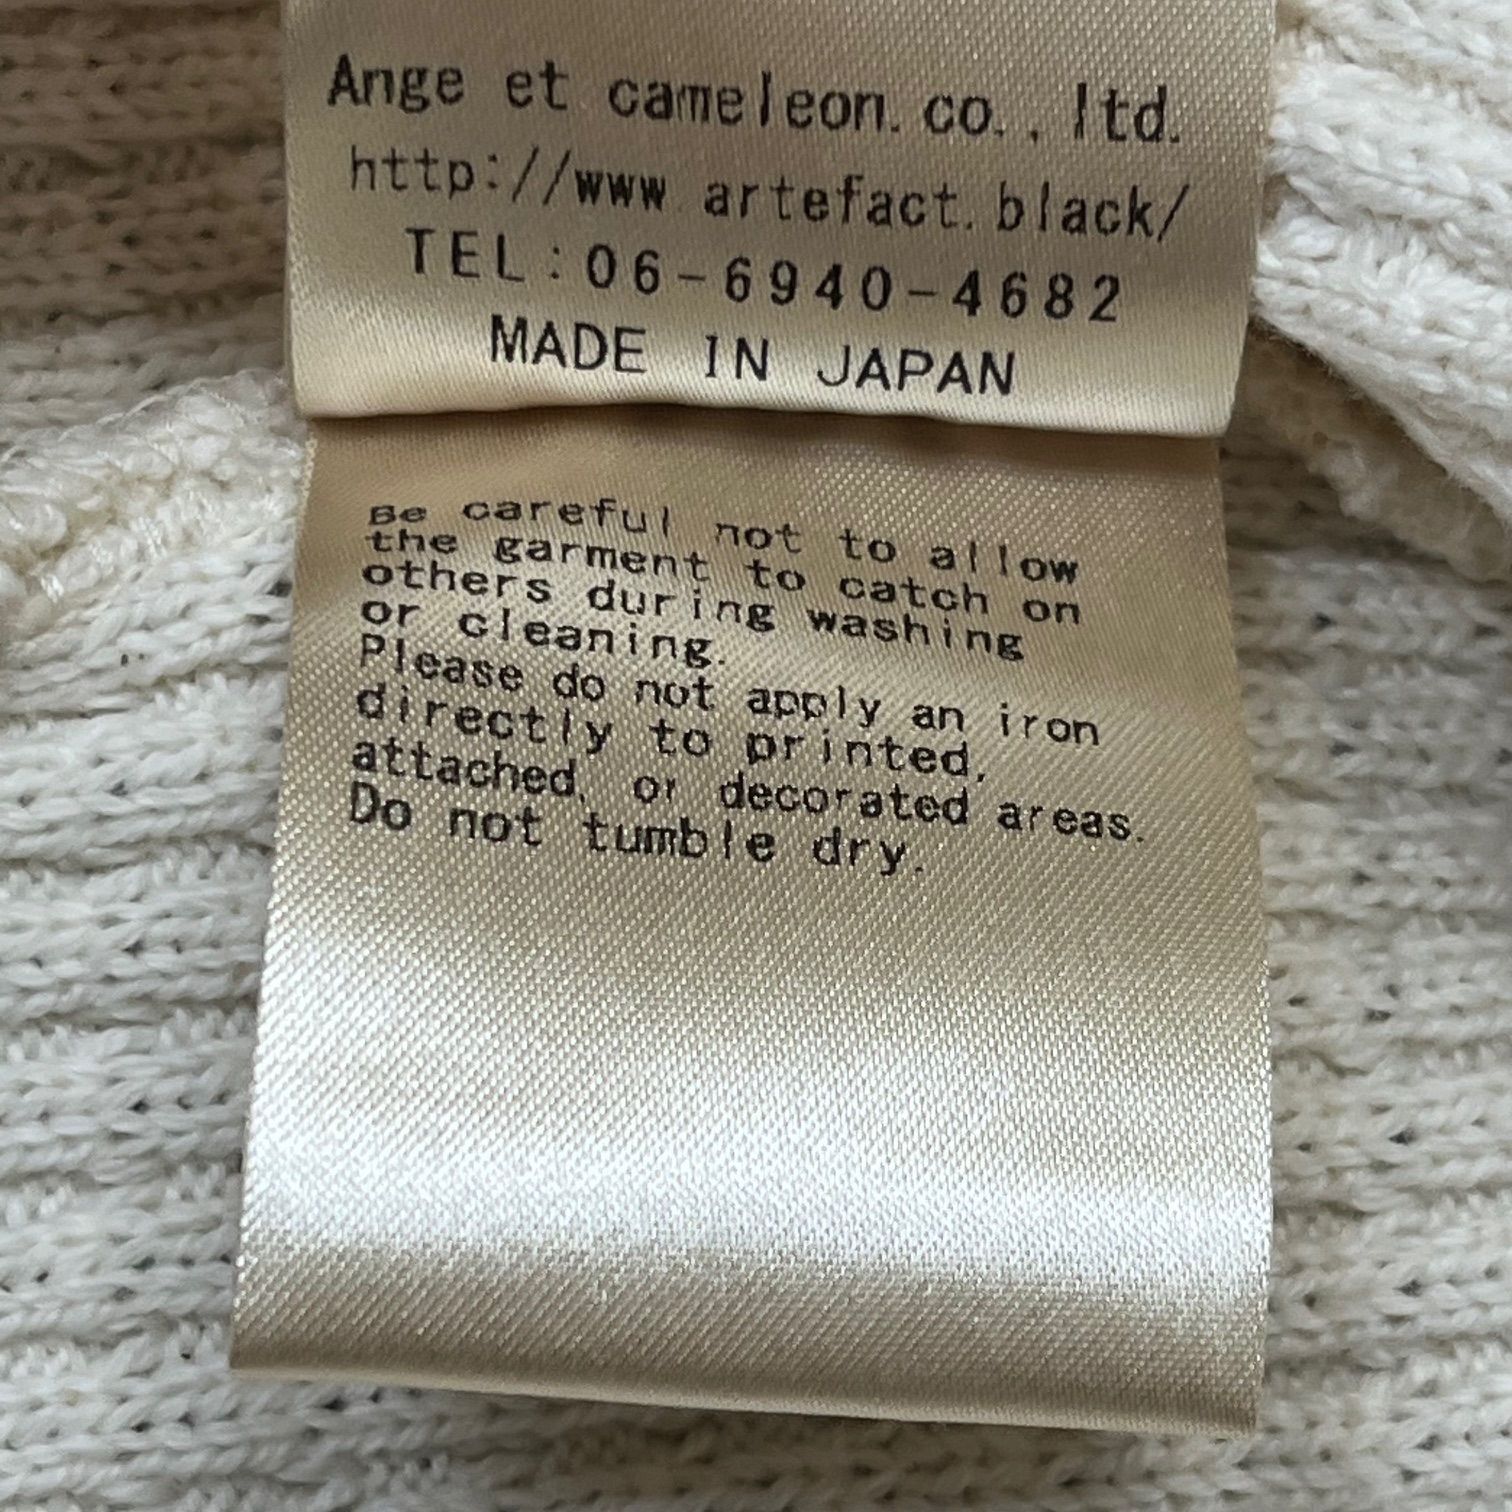 Ange et cameleon. co., ltd.
http://www.artefact.black/
TEL:06-6940-4682
MADE IN JAPAN
Be careful not to allow
the garment to catch on
others during washing
or cleaning.
Please do not apply an iron
directly to printed,
attached, or decorated areas.
Do not tumble dry.